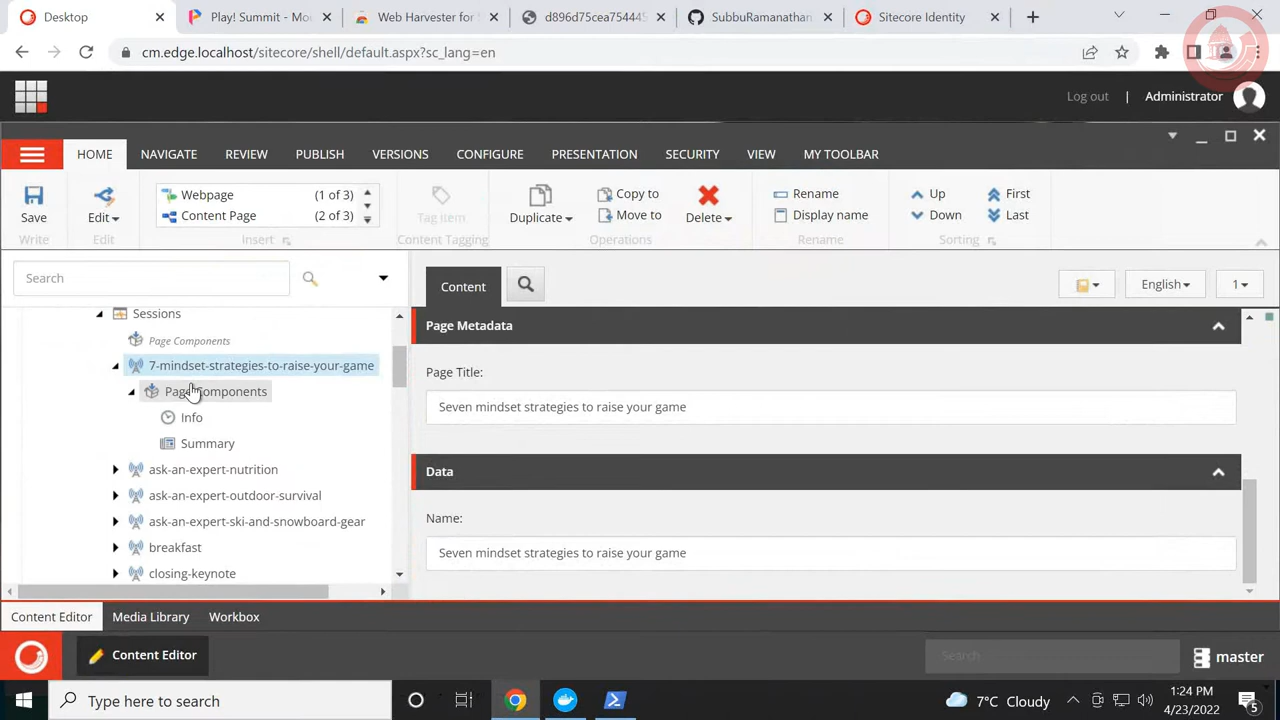 Desktop
Play! Summit - Moc
Web Harvester for S
d896d75cea754445
SubbuRamanathan
Sitecore Identity
cm.edge.localhost/sitecore/shell/default.aspx?sc_lang=en
Log out | Administrator
HOME NAVIGATE REVIEW PUBLISH VERSIONS CONFIGURE PRESENTATION SECURITY VIEW MY TOOLBAR
Webpage (1 of 3)
Content Page (2 of 3)
Save
Edit
Tag item
Duplicate
Copy to
Move to
Delete
Rename
Display name
Up
Down
First
Last
Write
Edit
Insert
Content Tagging
Operations
Rename
Sorting
Search
Content
English
1
Sessions
Page Components
7-mindset-strategies-to-raise-your-game
Page Components
Info
Summary
ask-an-expert-nutrition
ask-an-expert-outdoor-survival
ask-an-expert-ski-and-snowboard-gear
breakfast
closing-keynote
Page Metadata
Page Title:
Seven mindset strategies to raise your game
Data
Name:
Seven mindset strategies to raise your game
Content Editor Media Library Workbox
Content Editor
Search
master
Type here to search
7°C Cloudy
1:24 PM
4/23/2022
5